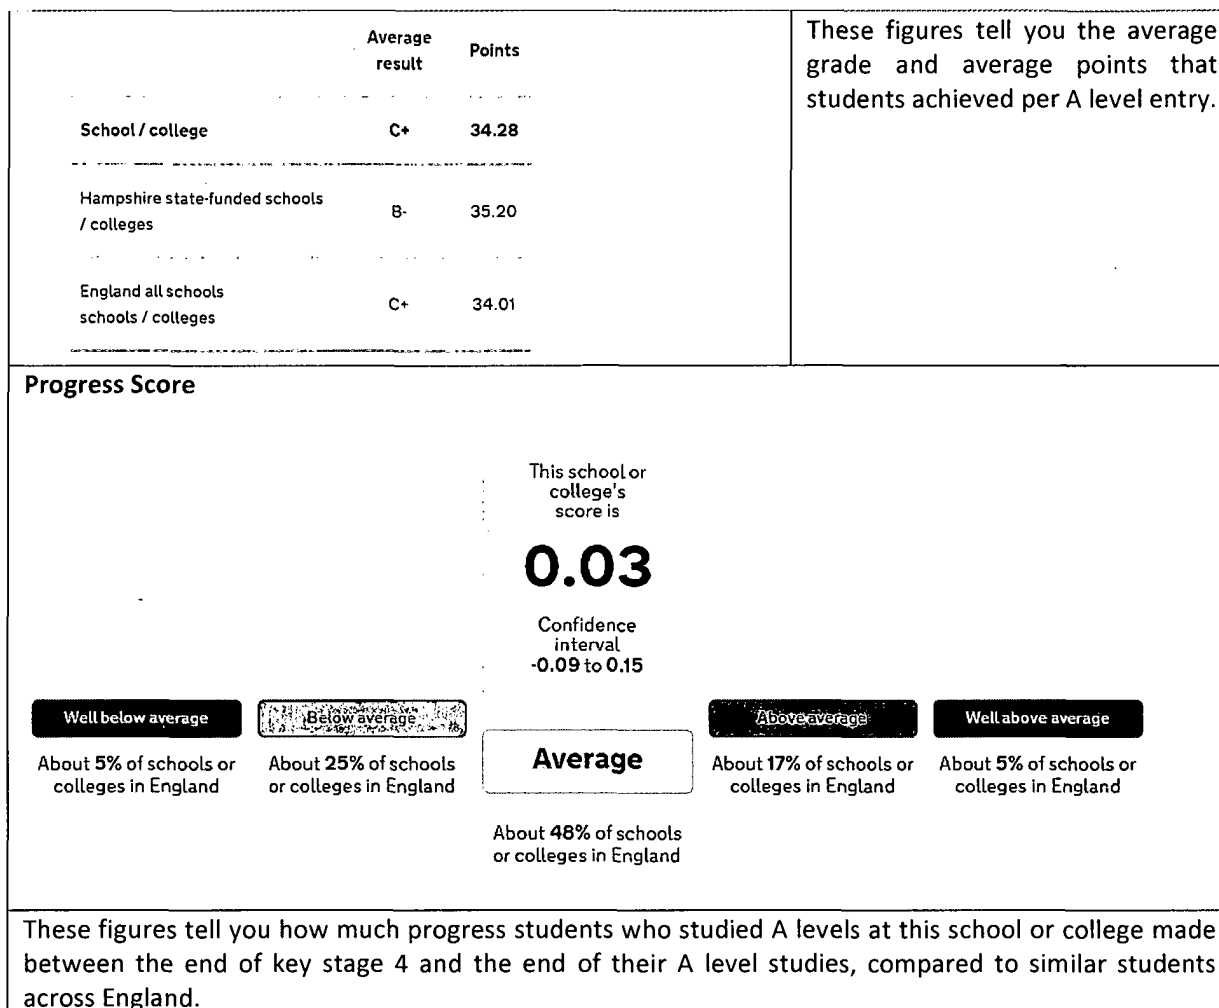 Average
result
Points
These figures tell you the average
grade and average points that
students achieved per A level entry.
School / college C+ 34.28
Hampshire state-funded schools
/ colleges
B- 35.20
England all schools
schools / colleges
C+ 34.01
Progress Score
This school or
college's
score is
0.03
Confidence
interval
-0.09 to 0.15
Well below average
About 5% of schools or
colleges in England
Below average
About 25% of schools
or colleges in England
Average
About 48% of schools
or colleges in England
Above average
About 17% of schools or
colleges in England
Well above average
About 5% of schools or
colleges in England
These figures tell you how much progress students who studied A levels at this school or college made
between the end of key stage 4 and the end of their A level studies, compared to similar students
across England.